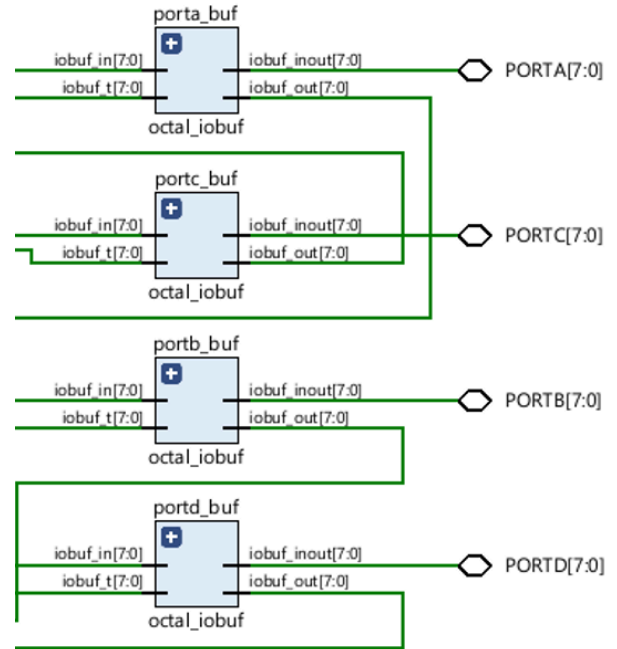 porta_buf
iobuf_in[7:0]
iobuf_inout[7:0]
PORTA[7:0]
iobuf_t[7:0]
iobuf_out[7:0]
octal_iobuf
portc_buf
iobuf_in[7:0]
iobuf_inout[7:0]
PORTC[7:0]
iobuf_t[7:0]
iobuf_out[7:0]
octal_iobuf
portb_buf
iobuf_in[7:0]
iobuf_inout[7:0]
PORTB[7:0]
iobuf_t[7:0]
iobuf_out[7:0]
octal_iobuf
portd_buf
iobuf_in[7:0]
iobuf_inout[7:0]
PORTD[7:0]
iobuf_t[7:0]
iobuf_out[7:0]
octal_iobuf